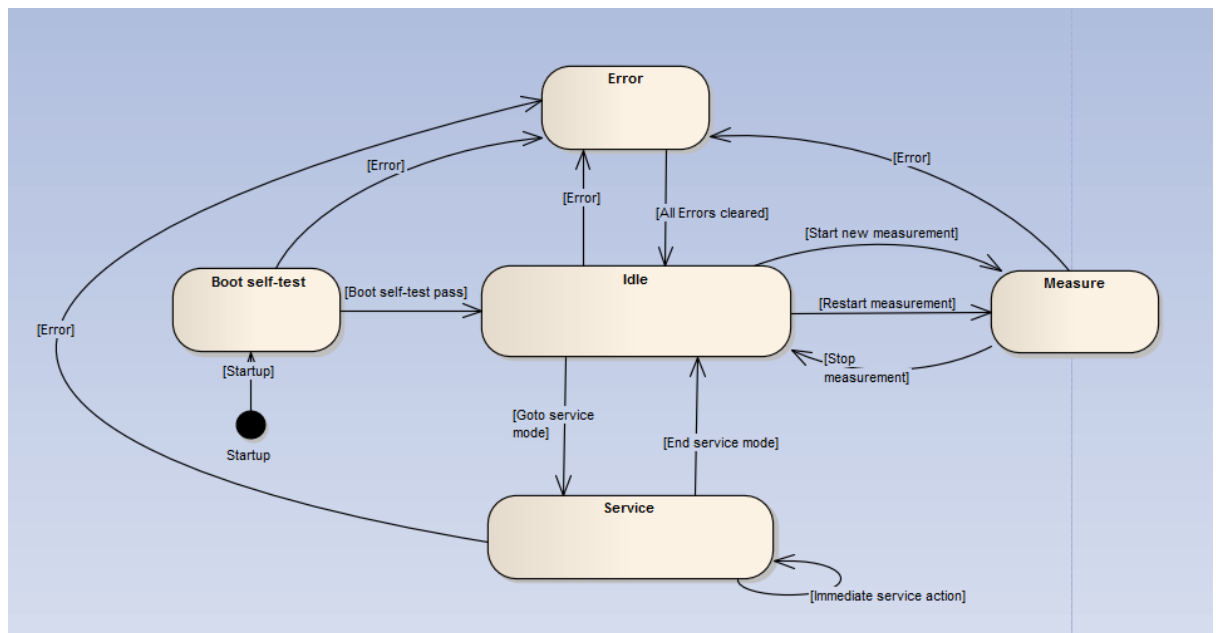 Error
[Error]
[Error]
[Error]
[All Errors cleared]
[Start new measurement]
Boot self-test
Idle
Measure
[Boot self-test pass]
[Restart measurement]
[Error]
[Stop
measurement]
[Startup]
[Goto service
mode]
[End service mode]
Startup
Service
[Immediate service action]